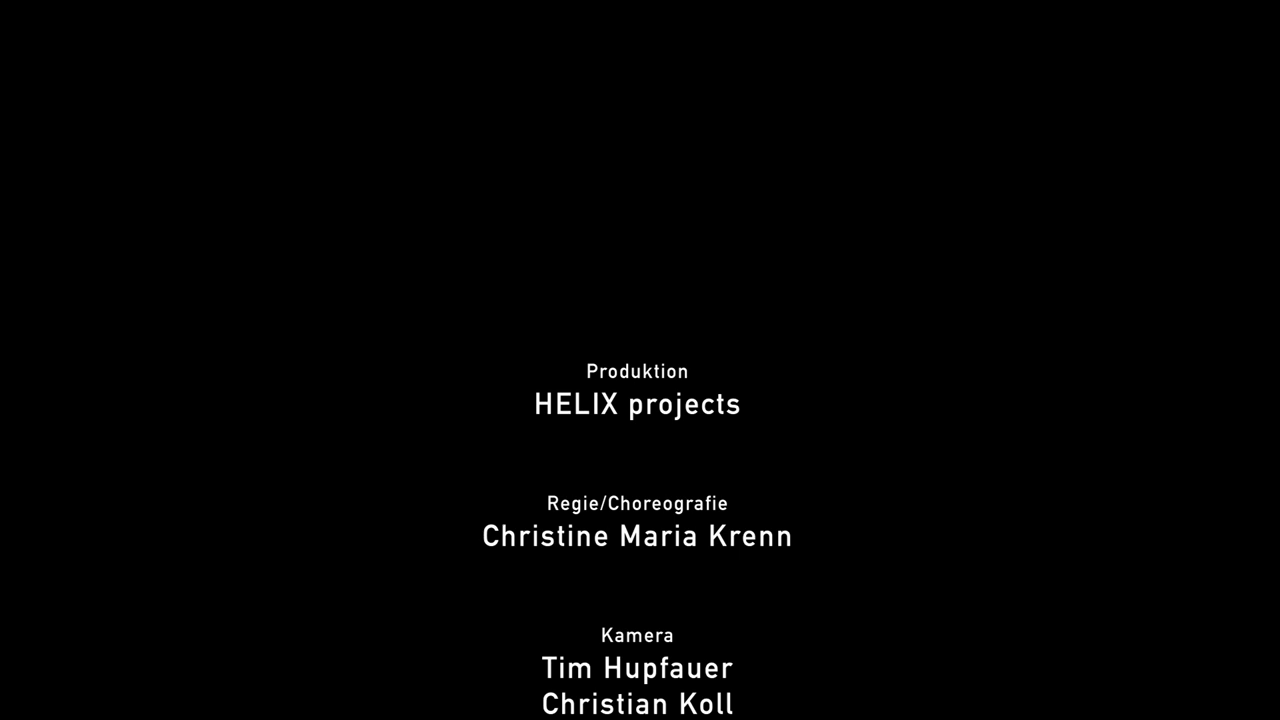 Produktion
HELIX projects
Regie/Choreografie
Christine Maria Krenn
Kamera
Tim Hupfauer
Christian Koll